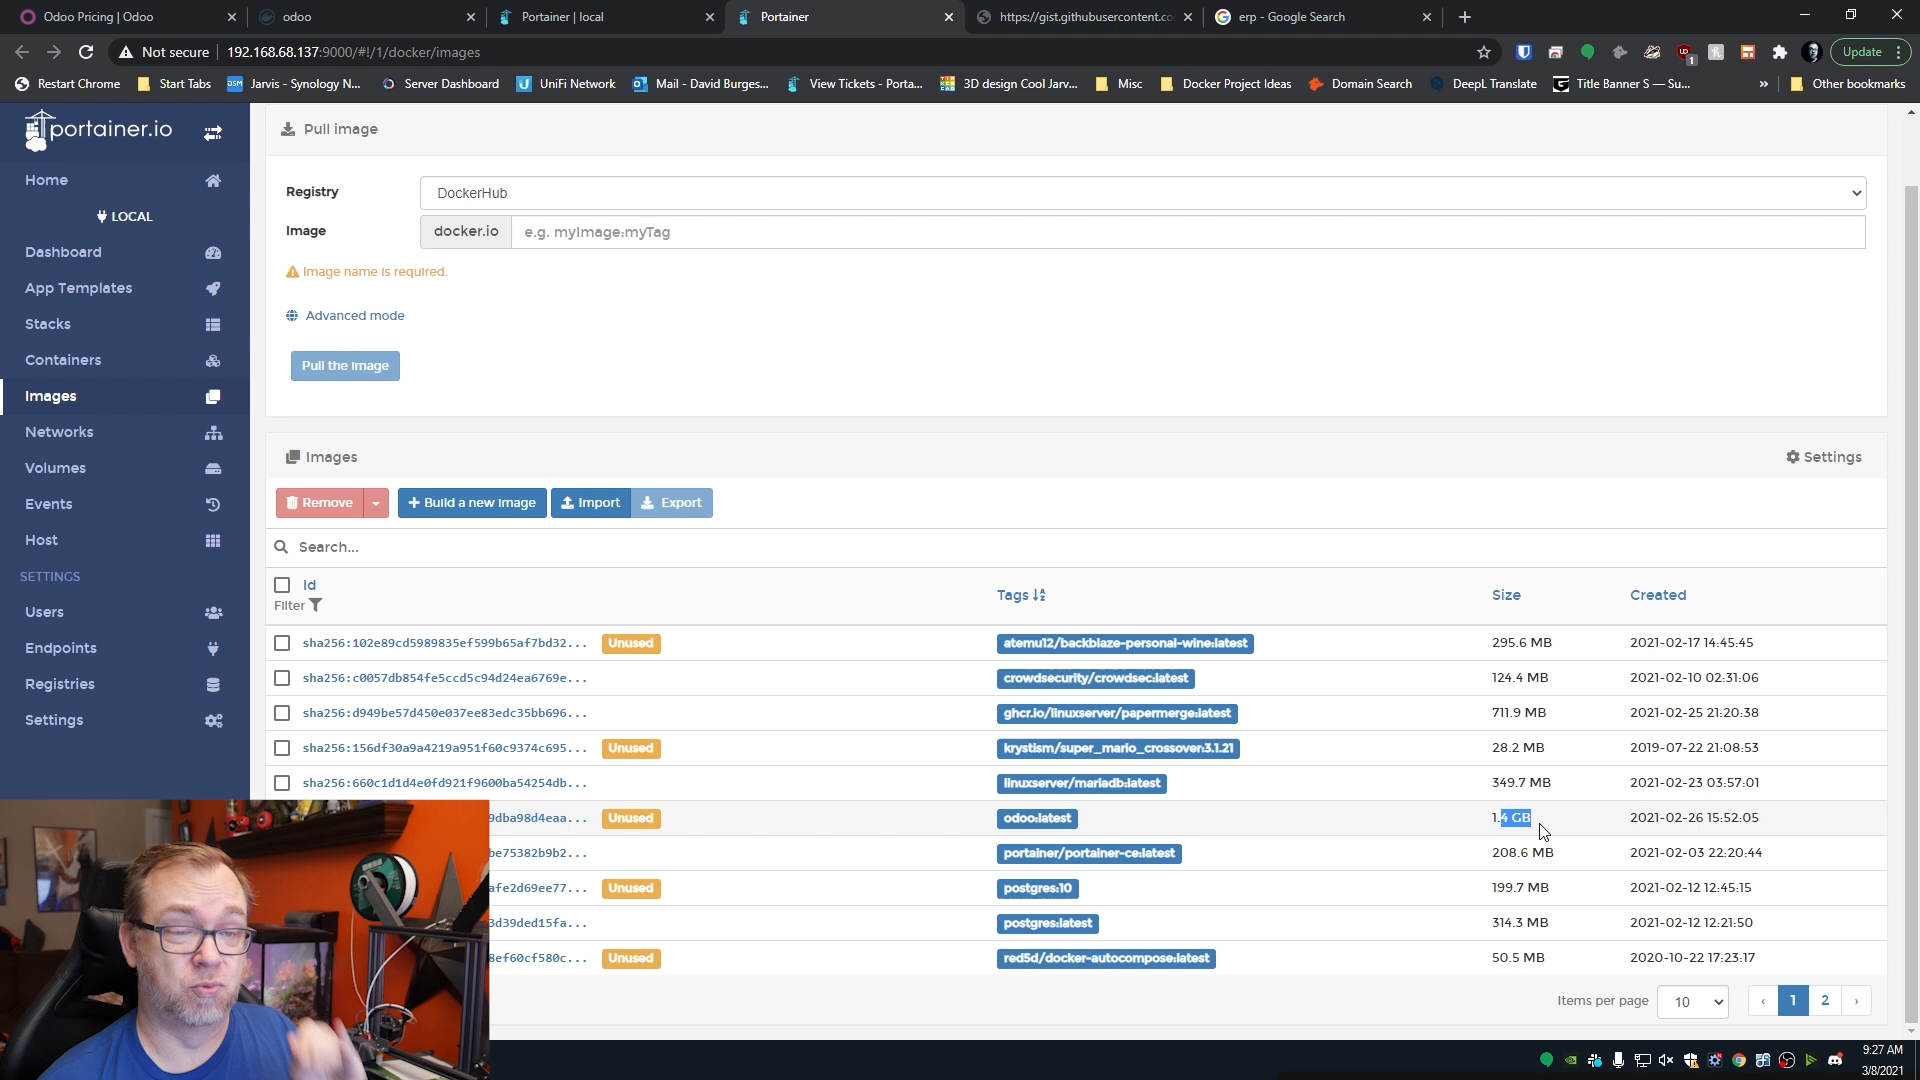 Odoo Pricing | Odoo
odoo
Portainer | local
Portainer
https://gist.githubusercontent.co
erp - Google Search
Not secure
192.168.68.137:9000/#!/1/docker/images
Update
Restart Chrome
Start Tabs
DSM
Jarvis - Synology N...
Server Dashboard
UniFi Network
Mail - David Burges...
View Tickets - Porta...
3D design Cool Jarv...
Misc
Docker Project Ideas
Domain Search
DeepL Translate
Title Banner S — Su...
»
Other bookmarks
portainer.io
Home
LOCAL
Dashboard
App Templates
Stacks
Containers
Images
Networks
Volumes
Events
Host
SETTINGS
Users
Endpoints
Registries
Settings
Pull image
Registry
DockerHub
Image
docker.io
e.g. myImage:myTag
Image name is required.
Advanced mode
Pull the image
Images
Settings
Remove
+ Build a new image
Import
Export
Search...
Id
Filter
Tags
Size
Created
sha256:102e89cd5989835ef599b65af7bd32... Unused atemu12/backblaze-personal-wine:latest 295.6 MB 2021-02-17 14:45:45
sha256:c0057db854fe5ccd5c94d24ea6769e... crowdsecurity/crowdsec:latest 124.4 MB 2021-02-10 02:31:06
sha256:d949be57d450e037ee83edc35bb696... ghcr.io/linuxserver/papermerge:latest 711.9 MB 2021-02-25 21:20:38
sha256:156df30a9a4219a951f60c9374c695... Unused krystism/super_mario_crossover:3.1.21 28.2 MB 2019-07-22 21:08:53
sha256:660c1d1d4e0fd921f9600ba54254db... linuxserver/mariadb:latest 349.7 MB 2021-02-23 03:57:01
9dba98d4eaa... Unused odoo:latest 1.4 GB 2021-02-26 15:52:05
be75382b9b2... portainer/portainer-ce:latest 208.6 MB 2021-02-03 22:20:44
afe2d69ee77... Unused postgres:10 199.7 MB 2021-02-12 12:45:15
3d39ded15fa... postgres:latest 314.3 MB 2021-02-12 12:21:50
8ef60cf580c... Unused red5d/docker-autocompose:latest 50.5 MB 2020-10-22 17:23:17
Items per page
10
‹ 1 2 ›
9:27 AM
3/8/2021